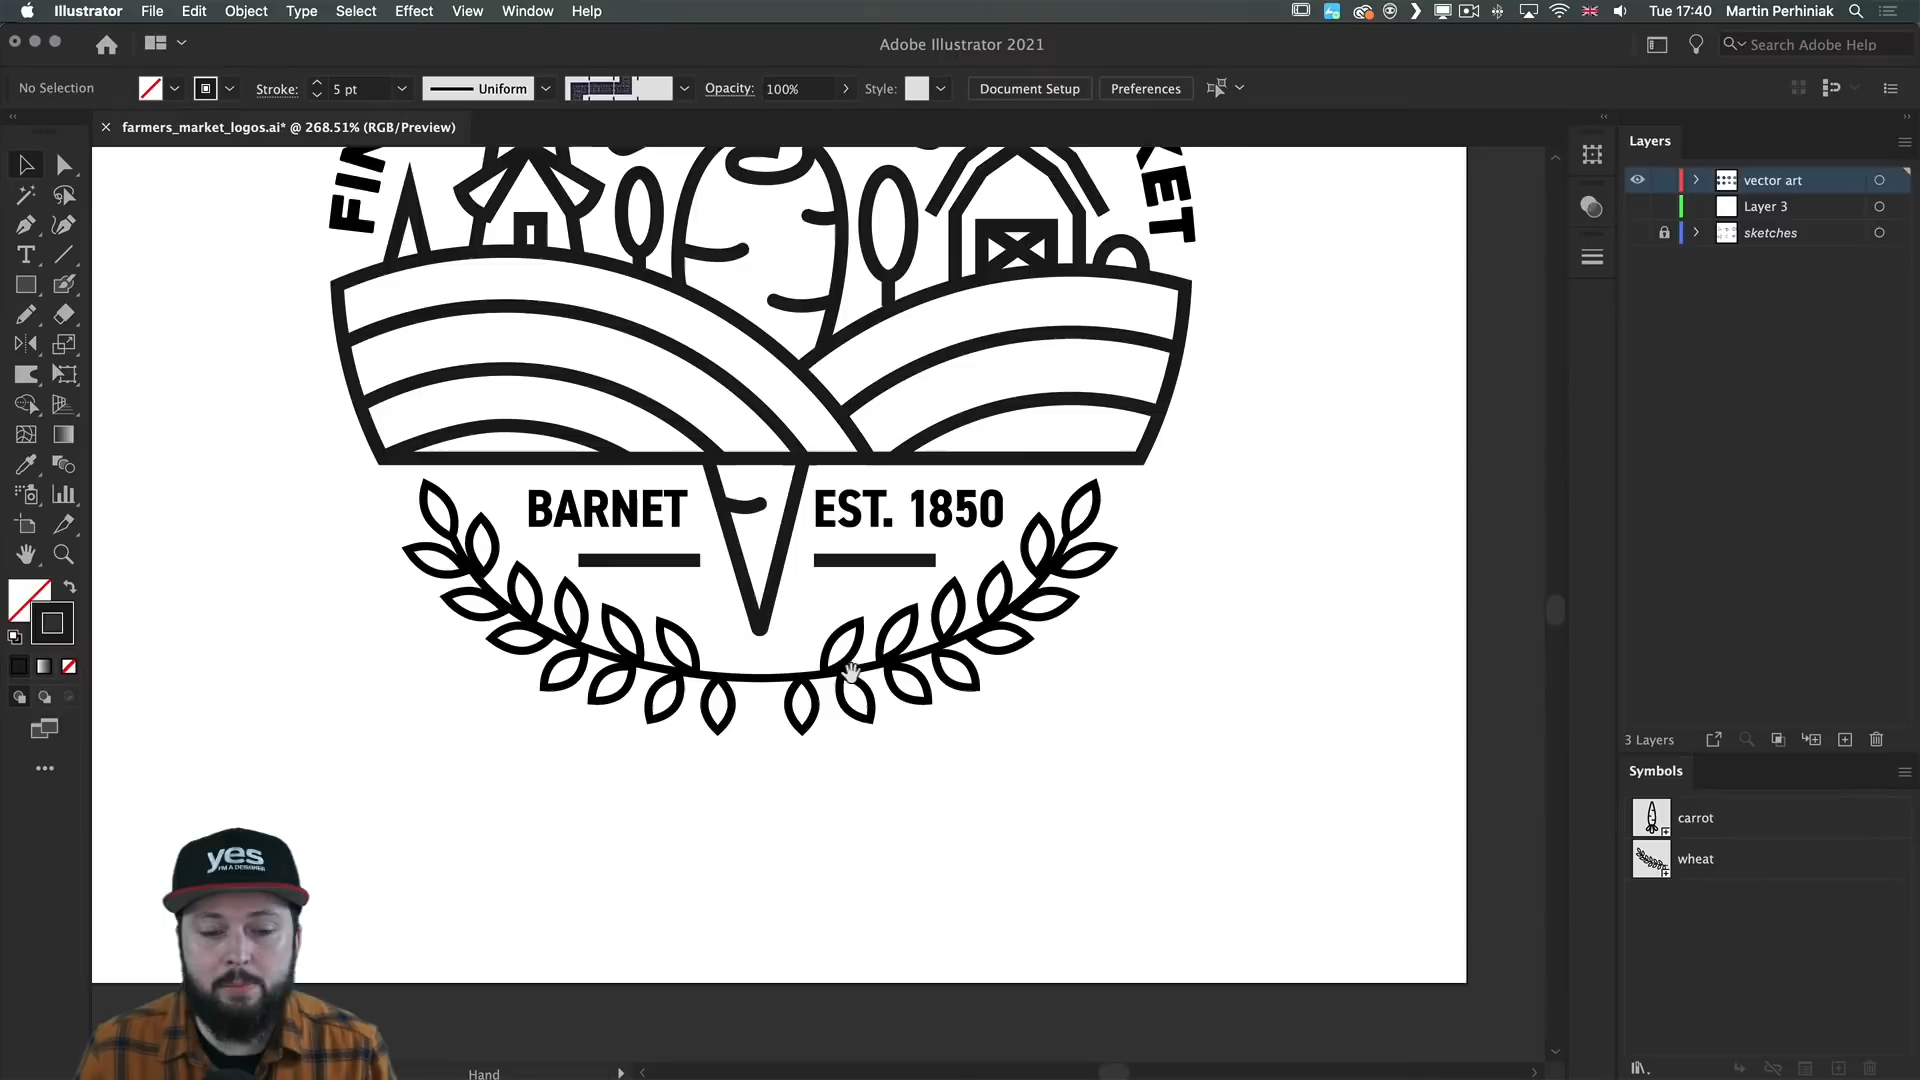 Illustrator File Edit Object Type Select Effect View Window Help
Tue 17:40 Martin Perhiniak
Adobe Illustrator 2021
Search Adobe Help
No Selection
Stroke: 5 pt
Uniform
Opacity: 100%
Style:
Document Setup
Preferences
farmers_market_logos.ai* @ 268.51% (RGB/Preview)
Layers
vector art
Layer 3
sketches
FIN
KET
BARNET
EST. 1850
3 Layers
Symbols
carrot
wheat
yes
I'M A DESIGNER
Hand